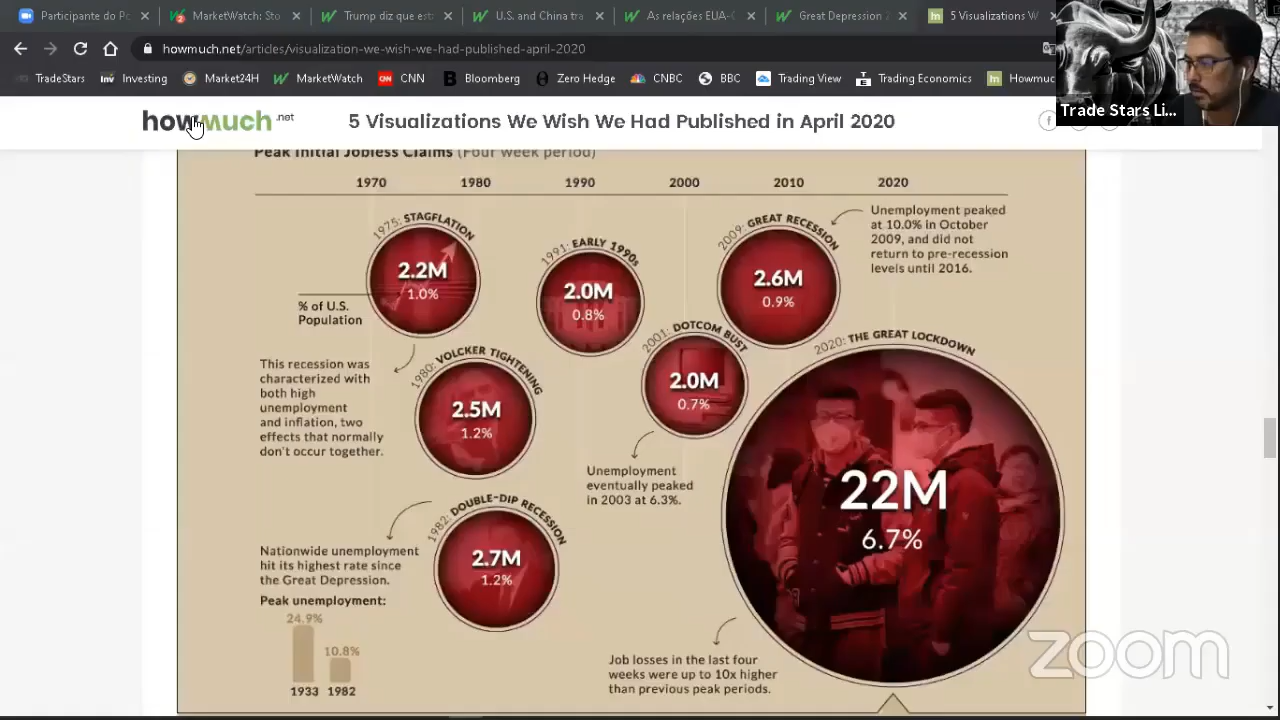 Participante do Pc
MarketWatch: Sto
Trump diz que est
U.S. and China tra
As relações EUA-C
Great Depression
5 Visualizations W
howmuch.net/articles/visualization-we-wish-we-had-published-april-2020
TradeStars
Investing
Market24H
MarketWatch
CNN
Bloomberg
Zero Hedge
CNBC
BBC
Trading View
Trading Economics
Howmuc
Trade Stars Li...
howmuch.net
5 Visualizations We Wish We Had Published in April 2020
Peak Initial Jobless Claims (Four week period)
1970 1980 1990 2000 2010 2020
1975: STAGFLATION
2.2M
1.0%
% of U.S.
Population
This recession was
characterized with
both high
unemployment
and inflation, two
effects that normally
don't occur together.
1980: VOLCKER TIGHTENING
2.5M
1.2%
1982: DOUBLE-DIP RECESSION
2.7M
1.2%
Nationwide unemployment
hit its highest rate since
the Great Depression.
Peak unemployment:
24.9%
10.8%
1933 1982
1991: EARLY 1990s
2.0M
0.8%
2001: DOTCOM BUST
2.0M
0.7%
Unemployment
eventually peaked
in 2003 at 6.3%.
2009: GREAT RECESSION
2.6M
0.9%
Unemployment peaked
at 10.0% in October
2009, and did not
return to pre-recession
levels until 2016.
2020: THE GREAT LOCKDOWN
22M
6.7%
Job losses in the last four
weeks were up to 10x higher
than previous peak periods.
zoom